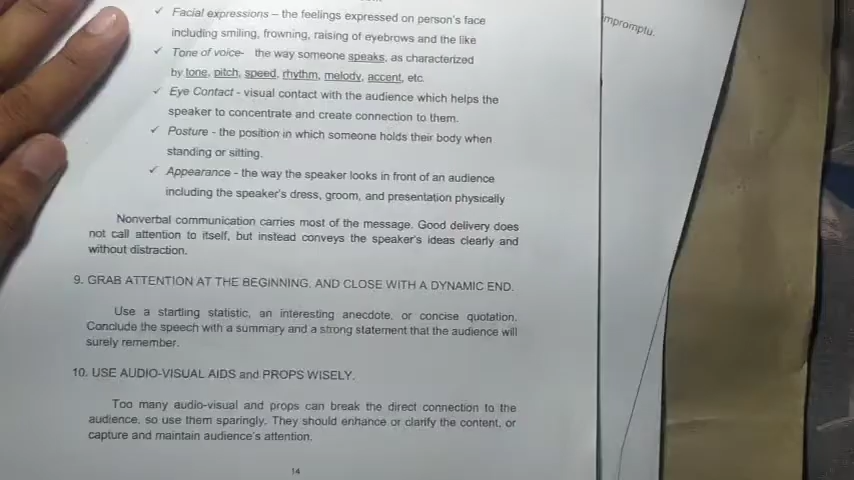 ✓ Facial expressions – the feelings expressed on person's face
including smiling, frowning, raising of eyebrows and the like
✓ Tone of voice- the way someone speaks, as characterized
by tone, pitch, speed, rhythm, melody, accent, etc.
✓ Eye Contact - visual contact with the audience which helps the
speaker to concentrate and create connection to them.
✓ Posture - the position in which someone holds their body when
standing or sitting.
✓ Appearance - the way the speaker looks in front of an audience
including the speaker's dress, groom, and presentation physically
Nonverbal communication carries most of the message. Good delivery does
not call attention to itself, but instead conveys the speaker's ideas clearly and
without distraction.
9. GRAB ATTENTION AT THE BEGINNING, AND CLOSE WITH A DYNAMIC END.
Use a startling statistic, an interesting anecdote, or concise quotation.
Conclude the speech with a summary and a strong statement that the audience will
surely remember.
10. USE AUDIO-VISUAL AIDS and PROPS WISELY.
Too many audio-visual and props can break the direct connection to the
audience, so use them sparingly. They should enhance or clarify the content, or
capture and maintain audience's attention.
14
impromptu.